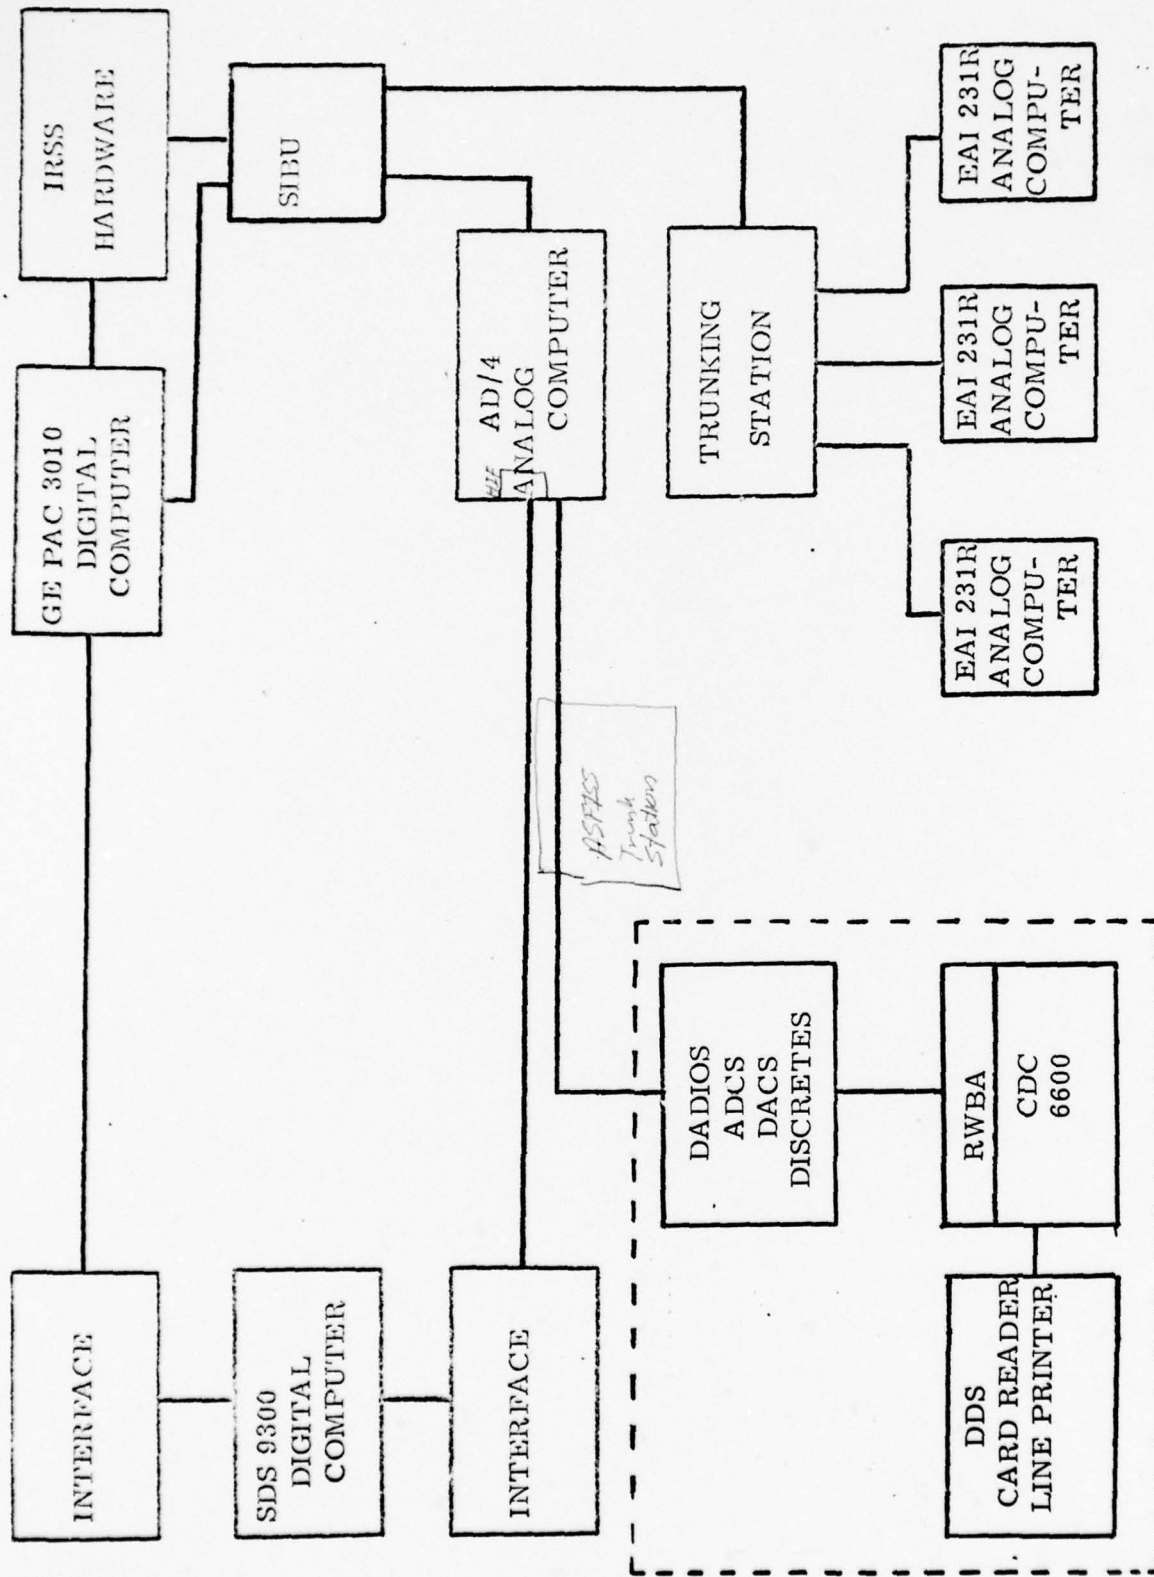 INTERFACE
GE PAC 3010
DIGITAL
COMPUTER
IRSS
HARDWARE
SDS 9300
DIGITAL
COMPUTER
SIBU
INTERFACE
AD/4
ANALOG
COMPUTER
Trunk
Station
DADIOS
ADCS
DACS
DISCRETES
TRUNKING
STATION
DDS
CARD READER
LINE PRINTER
RWBA
CDC
6600
EAI 231R
ANALOG
COMPU-
TER
EAI 231R
ANALOG
COMPU-
TER
EAI 231R
ANALOG
COMPU-
TER